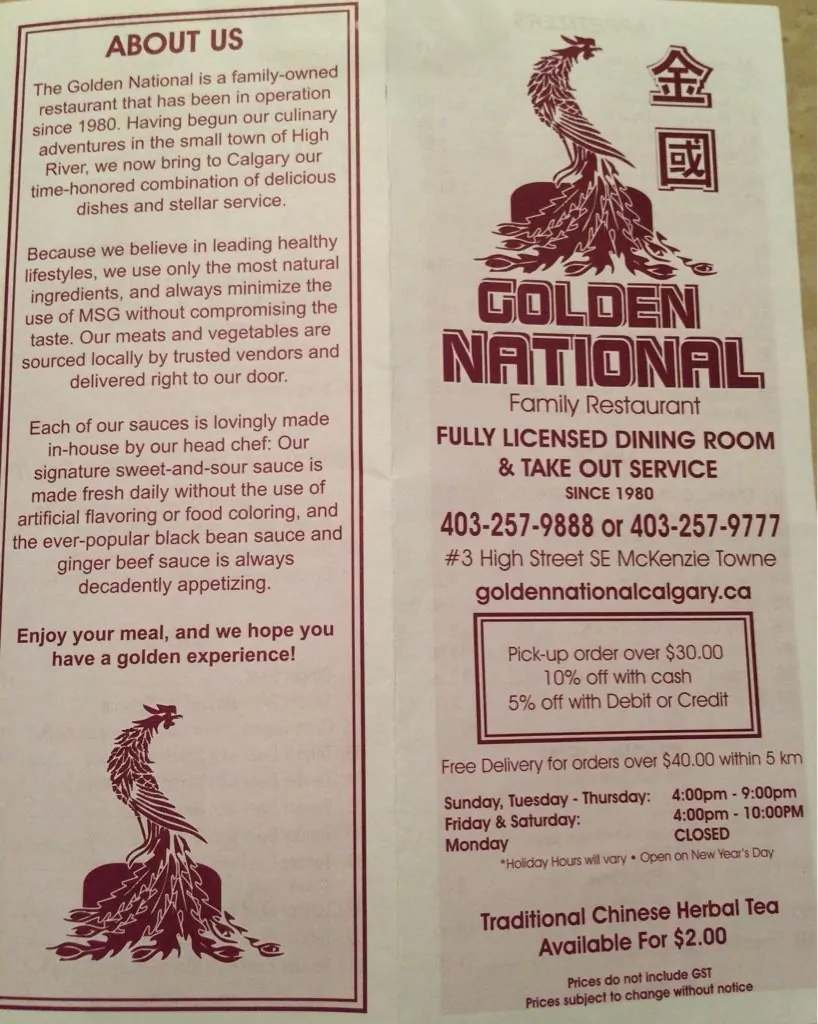 ABOUT US
The Golden National is a family-owned
restaurant that has been in operation
since 1980. Having begun our culinary
adventures in the small town of High
River, we now bring to Calgary our
time-honored combination of delicious
dishes and stellar service.
Because we believe in leading healthy
lifestyles, we use only the most natural
ingredients, and always minimize the
use of MSG without compromising the
taste. Our meats and vegetables are
sourced locally by trusted vendors and
delivered right to our door.
Each of our sauces is lovingly made
in-house by our head chef: Our
signature sweet-and-sour sauce is
made fresh daily without the use of
artificial flavoring or food coloring, and
the ever-popular black bean sauce and
ginger beef sauce is always
decadently appetizing.
Enjoy your meal, and we hope you
have a golden experience!
金
國
GOLDEN
NATIONAL
Family Restaurant
FULLY LICENSED DINING ROOM
& TAKE OUT SERVICE
SINCE 1980
403-257-9888 or 403-257-9777
#3 High Street SE McKenzie Towne
goldennationalcalgary.ca
Pick-up order over $30.00
10% off with cash
5% off with Debit or Credit
Free Delivery for orders over $40.00 within 5 km
Sunday, Tuesday - Thursday: 4:00pm - 9:00pm
Friday & Saturday: 4:00pm - 10:00PM
Monday CLOSED
*Holiday Hours will vary • Open on New Year's Day
Traditional Chinese Herbal Tea
Available For $2.00
Prices do not include GST
Prices subject to change without notice